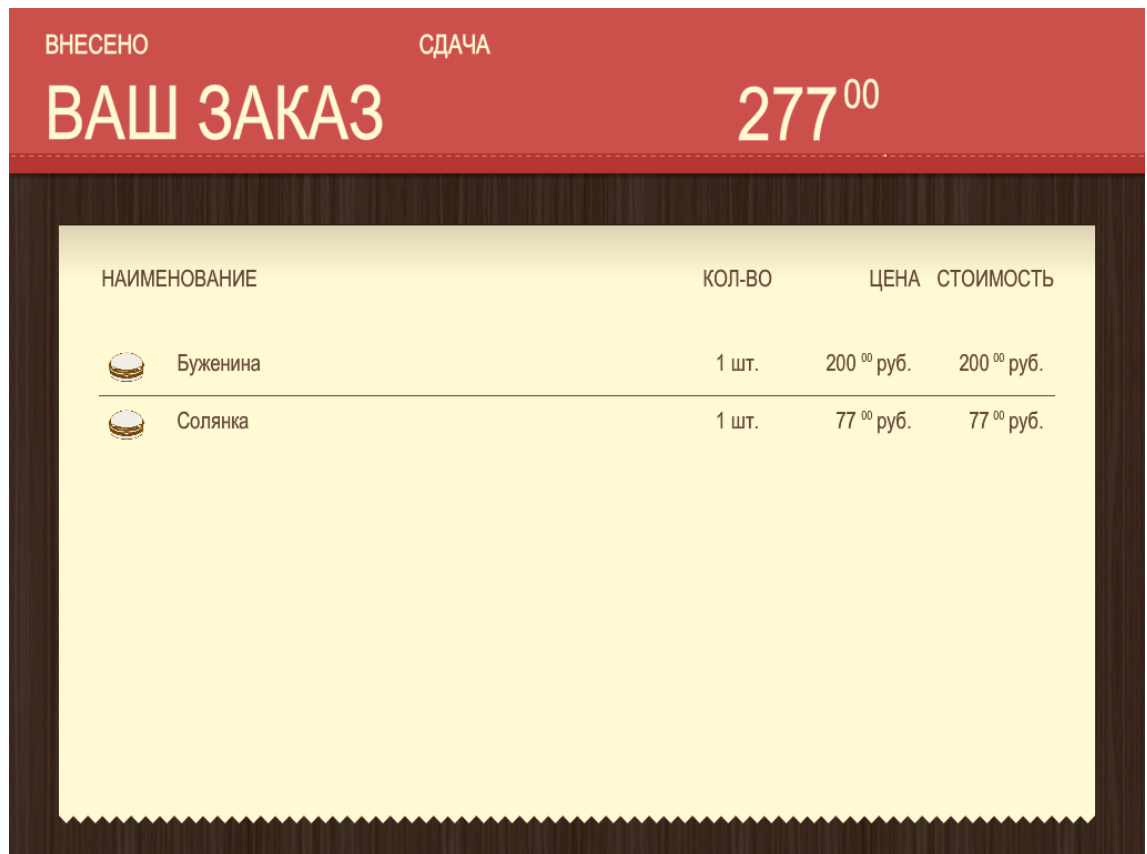 ВНЕСЕНО СДАЧА
ВАШ ЗАКАЗ 277 00
НАИМЕНОВАНИЕ КОЛ-ВО ЦЕНА СТОИМОСТЬ
Буженина 1 шт. 200 00 руб. 200 00 руб.
Солянка 1 шт. 77 00 руб. 77 00 руб.